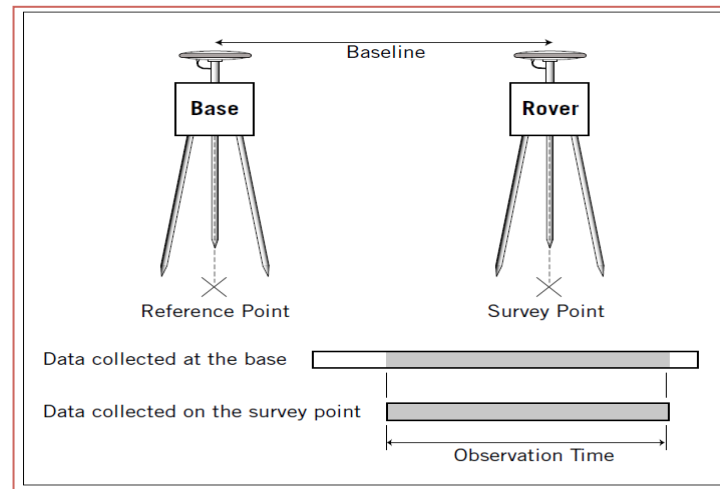 Baseline
Base
Rover
Reference Point
Survey Point
Data collected at the base
Data collected on the survey point
Observation Time